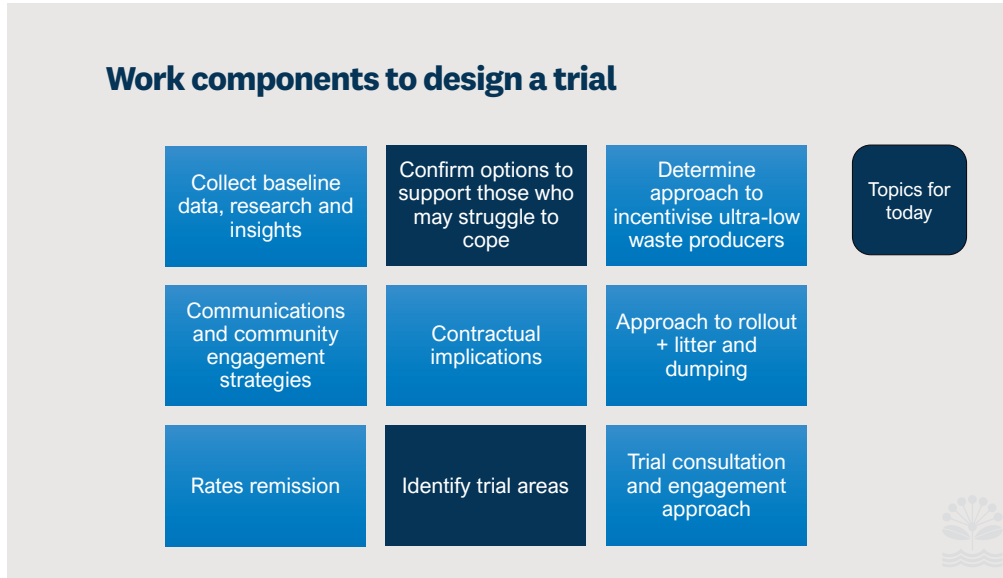 Work components to design a trial
Collect baseline
data, research and
insights
Confirm options to
support those who
may struggle to
cope
Determine
approach to
incentivise ultra-low
waste producers
Topics for
today
Communications
and community
engagement
strategies
Contractual
implications
Approach to rollout
+ litter and
dumping
Rates remission
Identify trial areas
Trial consultation
and engagement
approach